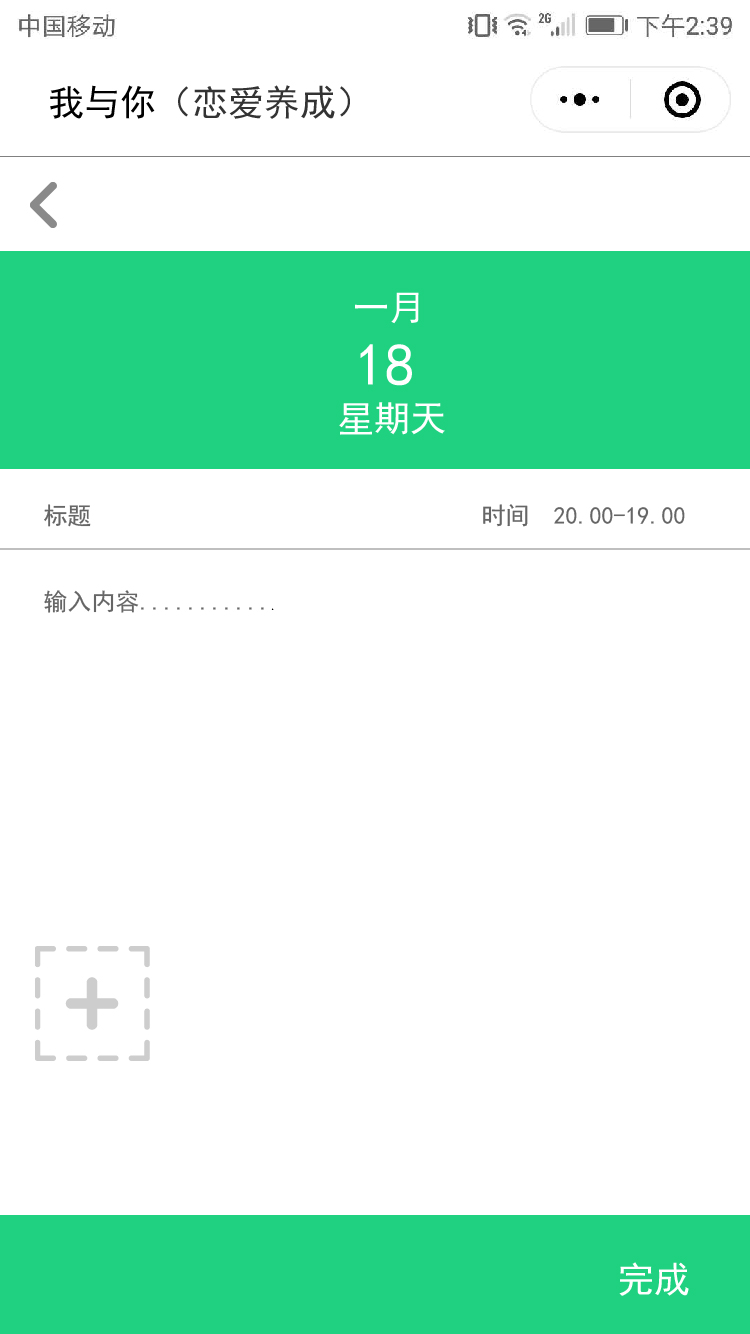 中国移动 2G 下午2:39
我与你（恋爱养成）
一月
18
星期天
标题 时间 20.00-19.00
输入内容............
完成